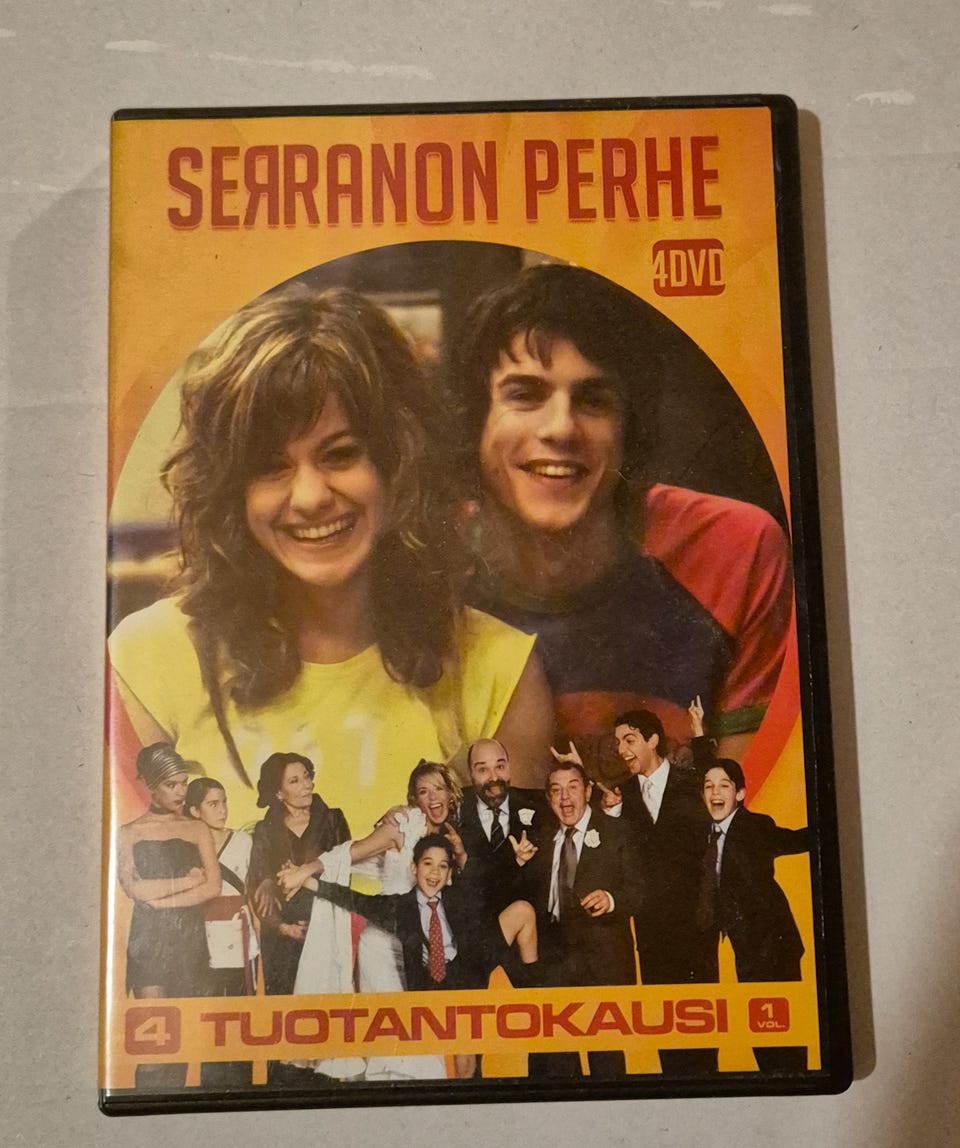 SERRANON PERHE
4DVD
4 TUOTANTOKAUSI 1 VOL.